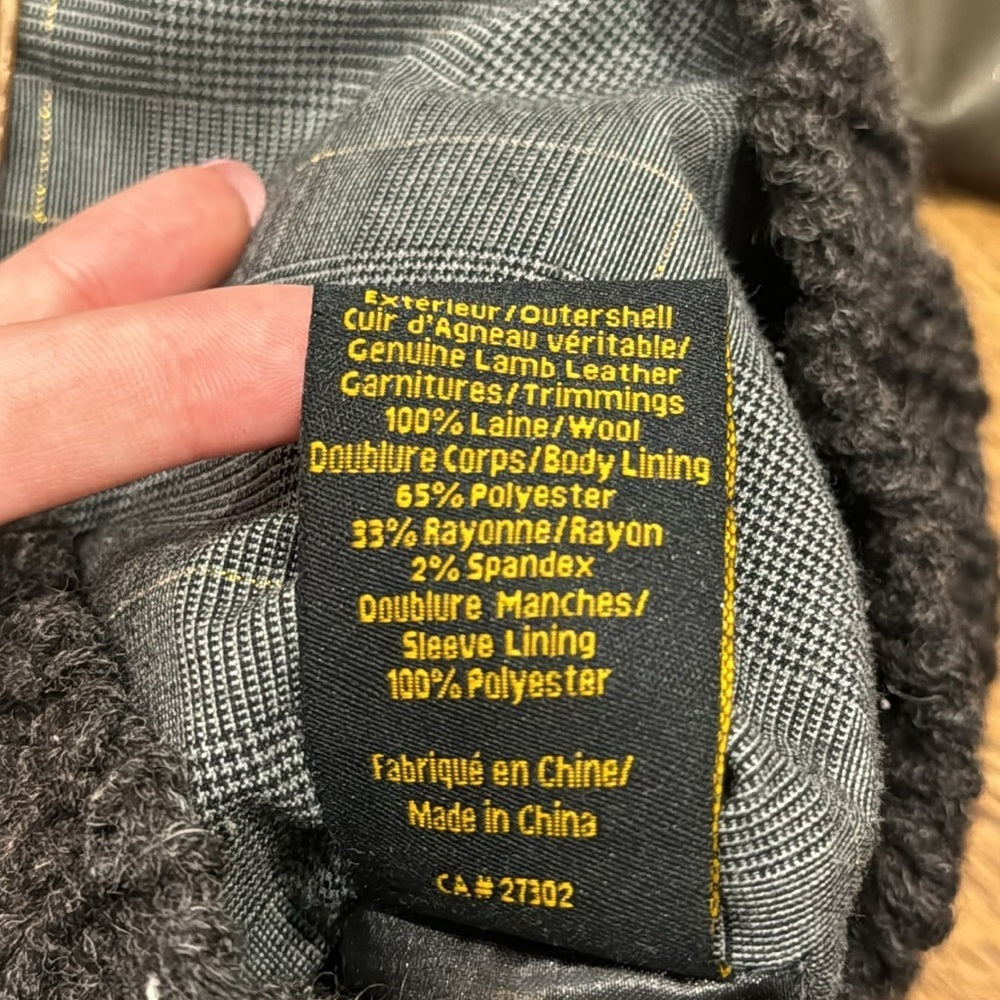 Extérieur/Outershell
Cuir d'Agneau véritable/
Genuine Lamb Leather
Garnitures/Trimmings
100% Laine/Wool
Doublure Corps/Body Lining
65% Polyester
33% Rayonne/Rayon
2% Spandex
Doublure Manches/
Sleeve Lining
100% Polyester
Fabriqué en Chine/
Made in China
CA # 27302